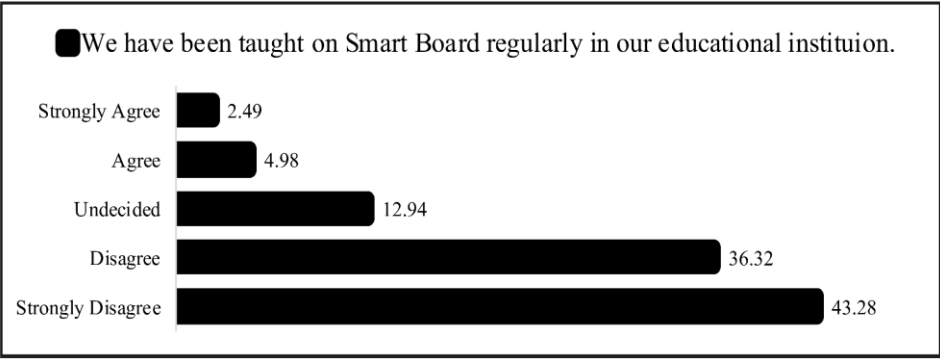 We have been taught on Smart Board regularly in our educational instituion.
Strongly Agree 2.49
Agree 4.98
Undecided 12.94
Disagree 36.32
Strongly Disagree 43.28